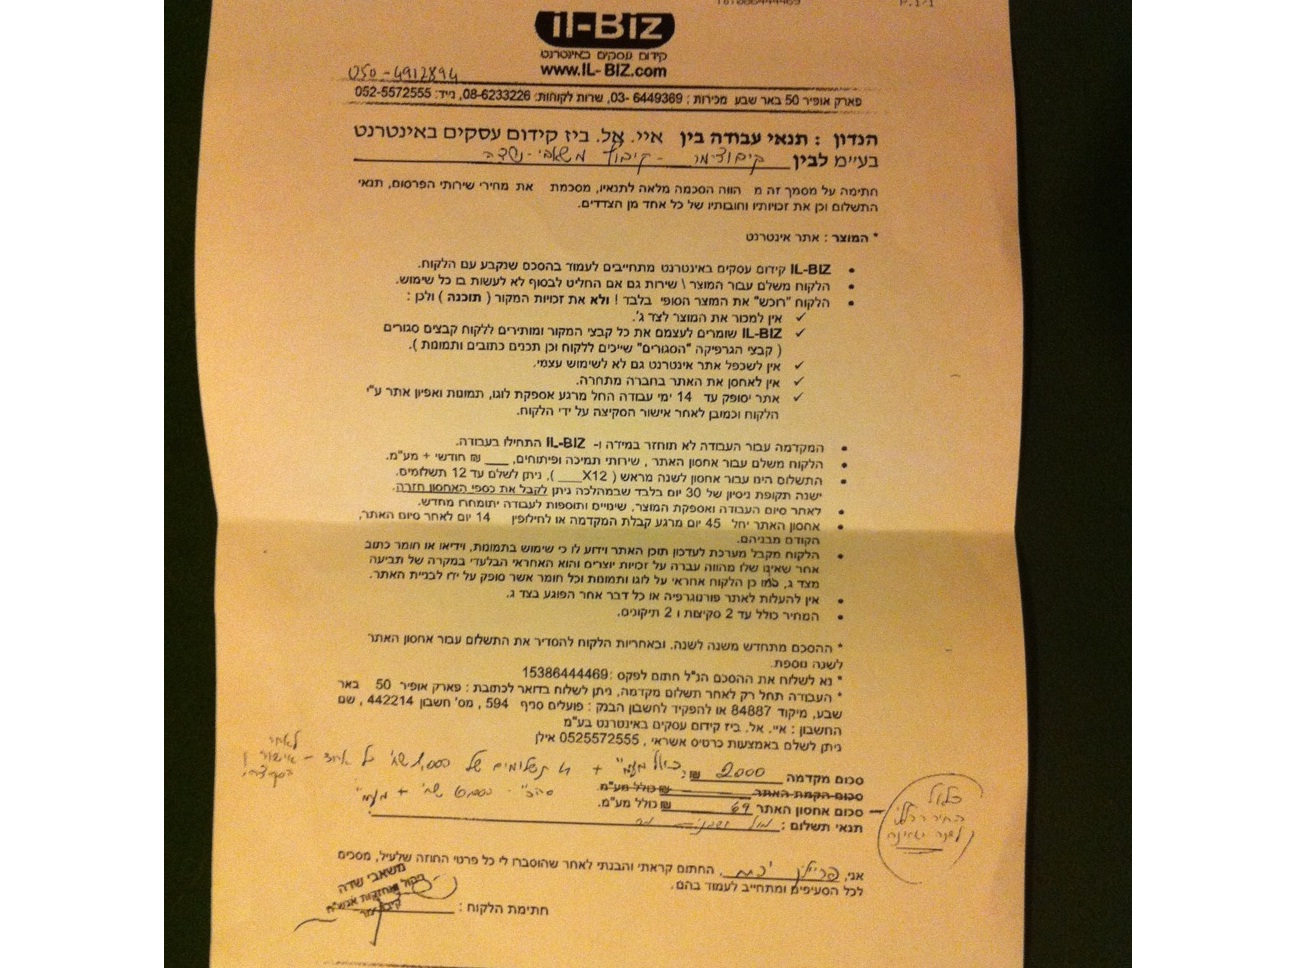 P.1/1
il-Biz
קידום עסקים באינטרנט
www.IL-BIZ.com
050-4912894
פארק אופיר 50 באר שבע מכירות : 03-6449369, שרות לקוחות: 08-6233226, נייד: 052-5572555
הנדון : תנאי עבודה בין איי. אל. ביז קידום עסקים באינטרנט
בע״מ לבין קיבוצימר - קיבוץ משאבי-שדה
חתימה על מסמך זה מ הווה הסכמה מלאה לתנאיו, מסכמת את מחירי שירותי הפרסום, תנאי
התשלום וכן את זכויותיו וחובותיו של כל אחד מן הצדדים.
* המוצר : אתר אינטרנט
• IL-BIZ קידום עסקים באינטרנט מתחייבים לעמוד בהסכם שנקבע עם הלקוח.
• הלקוח משלם עבור המוצר \ שירות גם אם החליט לבסוף לא לעשות בו כל שימוש.
• הלקוח "רוכש" את המוצר הסופי בלבד ! ולא את זכויות המקור ( תוכנה ) ולכן :
✓ אין למכור את המוצר לצד ג'.
✓ IL-BIZ שומרים לעצמם את כל קבצי המקור ומותירים ללקוח קבצים סגורים
( קבצי הגרפיקה "הסגורים" שייכים ללקוח וכן תכנים כתובים ותמונות ).
✓ אין לשכפל אתר אינטרנט גם לא לשימוש עצמי.
✓ אין לאחסן את האתר בחברה מתחרה.
✓ אתר יסופק עד 14 ימי עבודה החל מרגע אספקת לוגו, תמונות ואפיון אתר ע"י
הלקוח וכמובן לאחר אישור הסקיצה על ידי הלקוח.
• המקדמה עבור העבודה לא תוחזר במידה ו- IL-BIZ התחילו בעבודה.
• הלקוח משלם עבור אחסון האתר , שירותי תמיכה ופיתוחים, ___ ₪ חודשי + מע"מ.
• התשלום הינו עבור אחסון לשנה מראש ( X12___ ), ניתן לשלם עד 12 תשלומים.
ישנה תקופת ניסיון של 30 יום בלבד שבמהלכה ניתן לקבל את כספי האחסון חזרה.
• לאחר סיום העבודה ואספקת המוצר, שינויים ותוספות לעבודה יתומחרו מחדש.
• אחסון האתר יחל 45 יום מרגע קבלת המקדמה או לחילופין 14 יום לאחר סיום האתר,
הקודם מבניהם.
• הלקוח מקבל מערכת לעדכון תוכן האתר וידוע לו כי שימוש בתמונות, וידיאו או חומר כתוב
אחר שאינו שלו מהווה עברה על זכויות יוצרים והוא האחראי הבלעדי במקרה של תביעה
מצד ג, כמו כן הלקוח אחראי על לוגו ותמונות וכל חומר אשר סופק על ידו לבניית האתר.
• אין להעלות לאתר פורנוגרפיה או כל דבר אחר הפוגע בצד ג.
• המחיר כולל עד 2 סקיצות ו 2 תיקונים.
* ההסכם מתחדש משנה לשנה. ובאחריות הלקוח להסדיר את התשלום עבור אחסון האתר
לשנה נוספת.
* נא לשלוח את ההסכם הנ"ל חתום לפקס : 15386444469
* העבודה תחל רק לאחר תשלום מקדמה, ניתן לשלוח בדואר לכתובת : פארק אופיר 50 באר
שבע, מיקוד 84887 או להפקיד לחשבון הבנק : פועלים סניף 594 , מס' חשבון 442214 , שם
החשבון : איי. אל. ביז קידום עסקים באינטרנט בע"מ
ניתן לשלם באמצעות כרטיס אשראי , 0525572555 אילן
סכום מקדמה 2000 ₪ כולל מע"מ + 4 תשלומים של 1,000 שח' כל אחד - לאחר אישור הסקיצה!
סכום הקמת האתר ₪ כולל מע"מ. סה"כ - 6,000 שח' + מע"מ
סכום אחסון האתר 69 ₪ כולל מע"מ.
תנאי תשלום :
כלול
לשנה ראשונה
אני, , החתום קראתי והבנתי לאחר שהוסברו לי כל פרטי החוזה שלעיל, מסכים
לכל הסעיפים ומתחייב לעמוד בהם.
חתימת הלקוח :
משאבי שדה